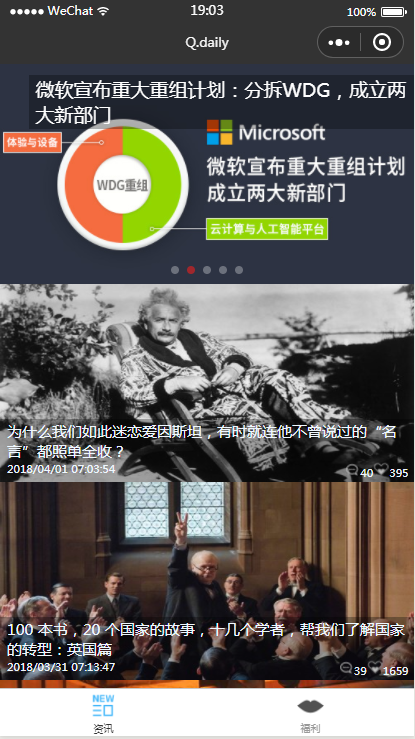 WeChat
19:03
100%
Q.daily
微软宣布重大重组计划：分拆WDG，成立两
大新部门
体验与设备
WDG重组
Microsoft
微软宣布重大重组计划
成立两大新部门
云计算与人工智能平台
为什么我们如此迷恋爱因斯坦，有时就连他不曾说过的“名
言”都照单全收？
2018/04/01 07:03:54
40
395
100 本书，20 个国家的故事，十几个学者，帮我们了解国家
的转型：英国篇
2018/03/31 07:13:47
39
1659
NEW
资讯
福利